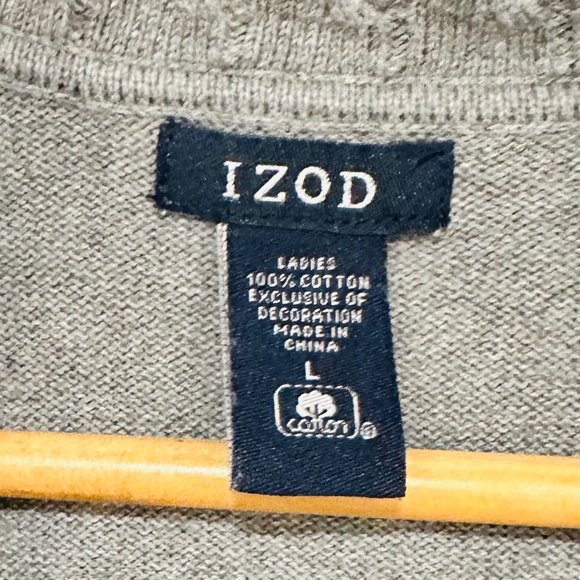 IZOD
LADIES
100% COTTON
EXCLUSIVE OF
DECORATION
MADE IN
CHINA
L
cotton®